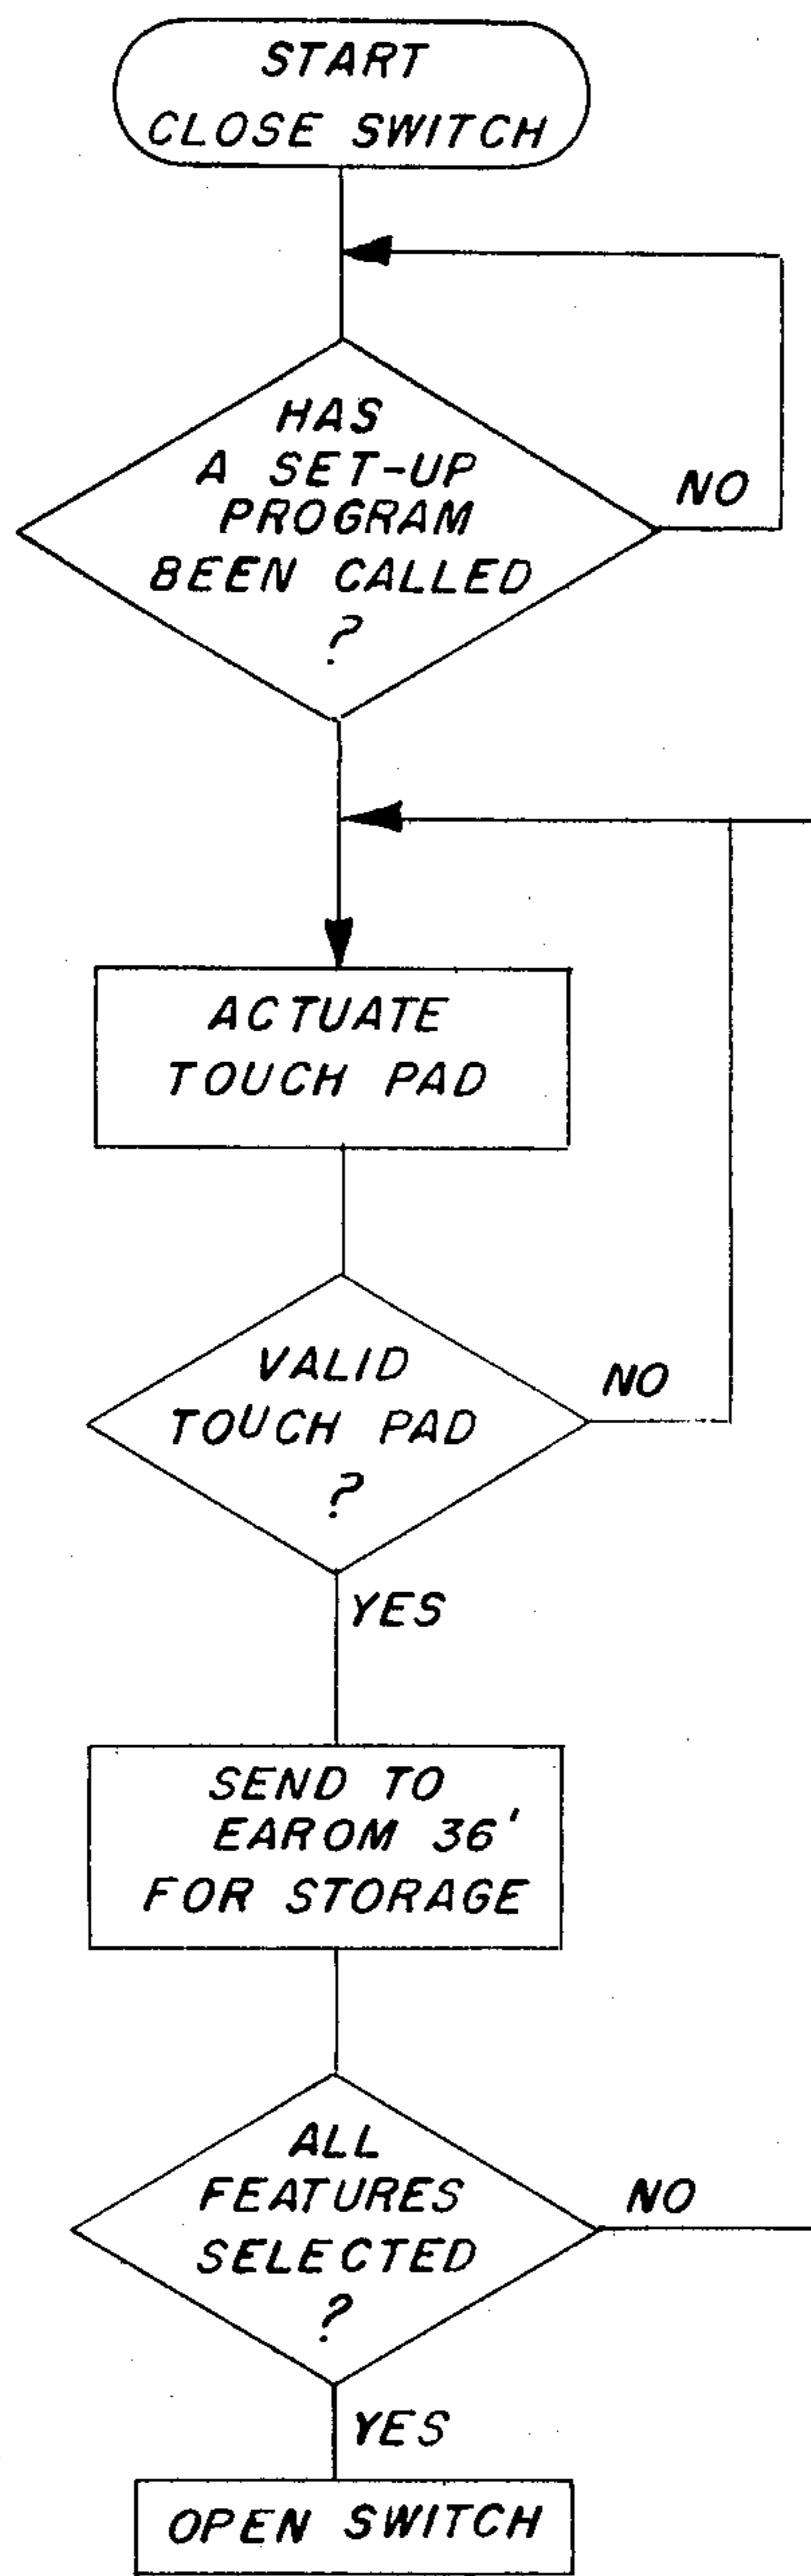 START
CLOSE SWITCH
HAS
A SET-UP
PROGRAM
BEEN CALLED
?
NO
ACTUATE
TOUCH PAD
VALID
TOUCH PAD
?
NO
YES
SEND TO
EAROM 36'
FOR STORAGE
ALL
FEATURES
SELECTED
?
NO
YES
OPEN SWITCH